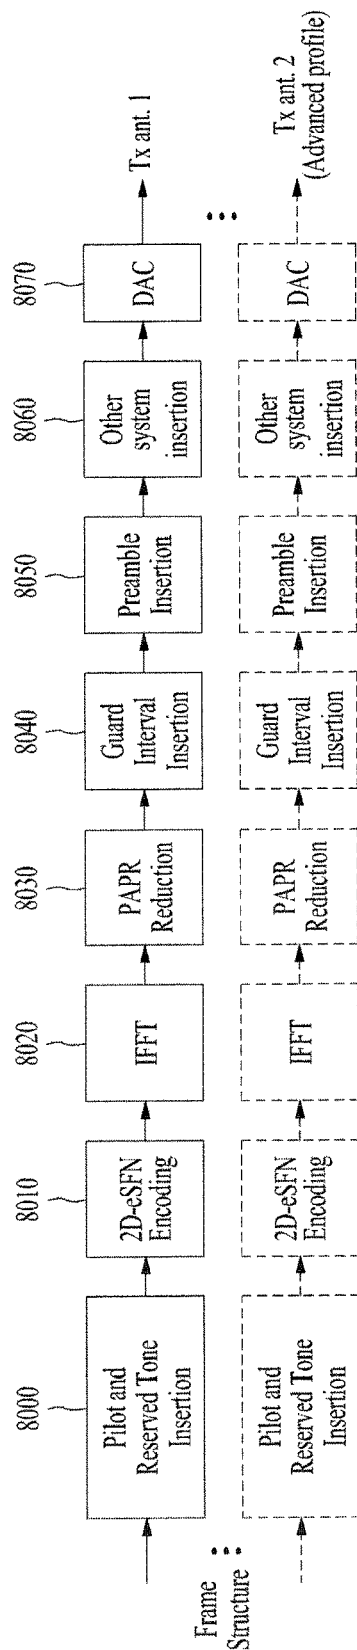 8000
8010
8020
8030
8040
8050
8060
8070
Frame
Structure
Pilot and
Reserved Tone
Insertion
2D-eSFN
Encoding
IFFT
PAPR
Reduction
Guard
Interval
Insertion
Preamble
Insertion
Other
system
insertion
DAC
Tx ant. 1
Pilot and
Reserved Tone
Insertion
2D-eSFN
Encoding
IFFT
PAPR
Reduction
Guard
Interval
Insertion
Preamble
Insertion
Other
system
insertion
DAC
Tx ant. 2
(Advanced profile)